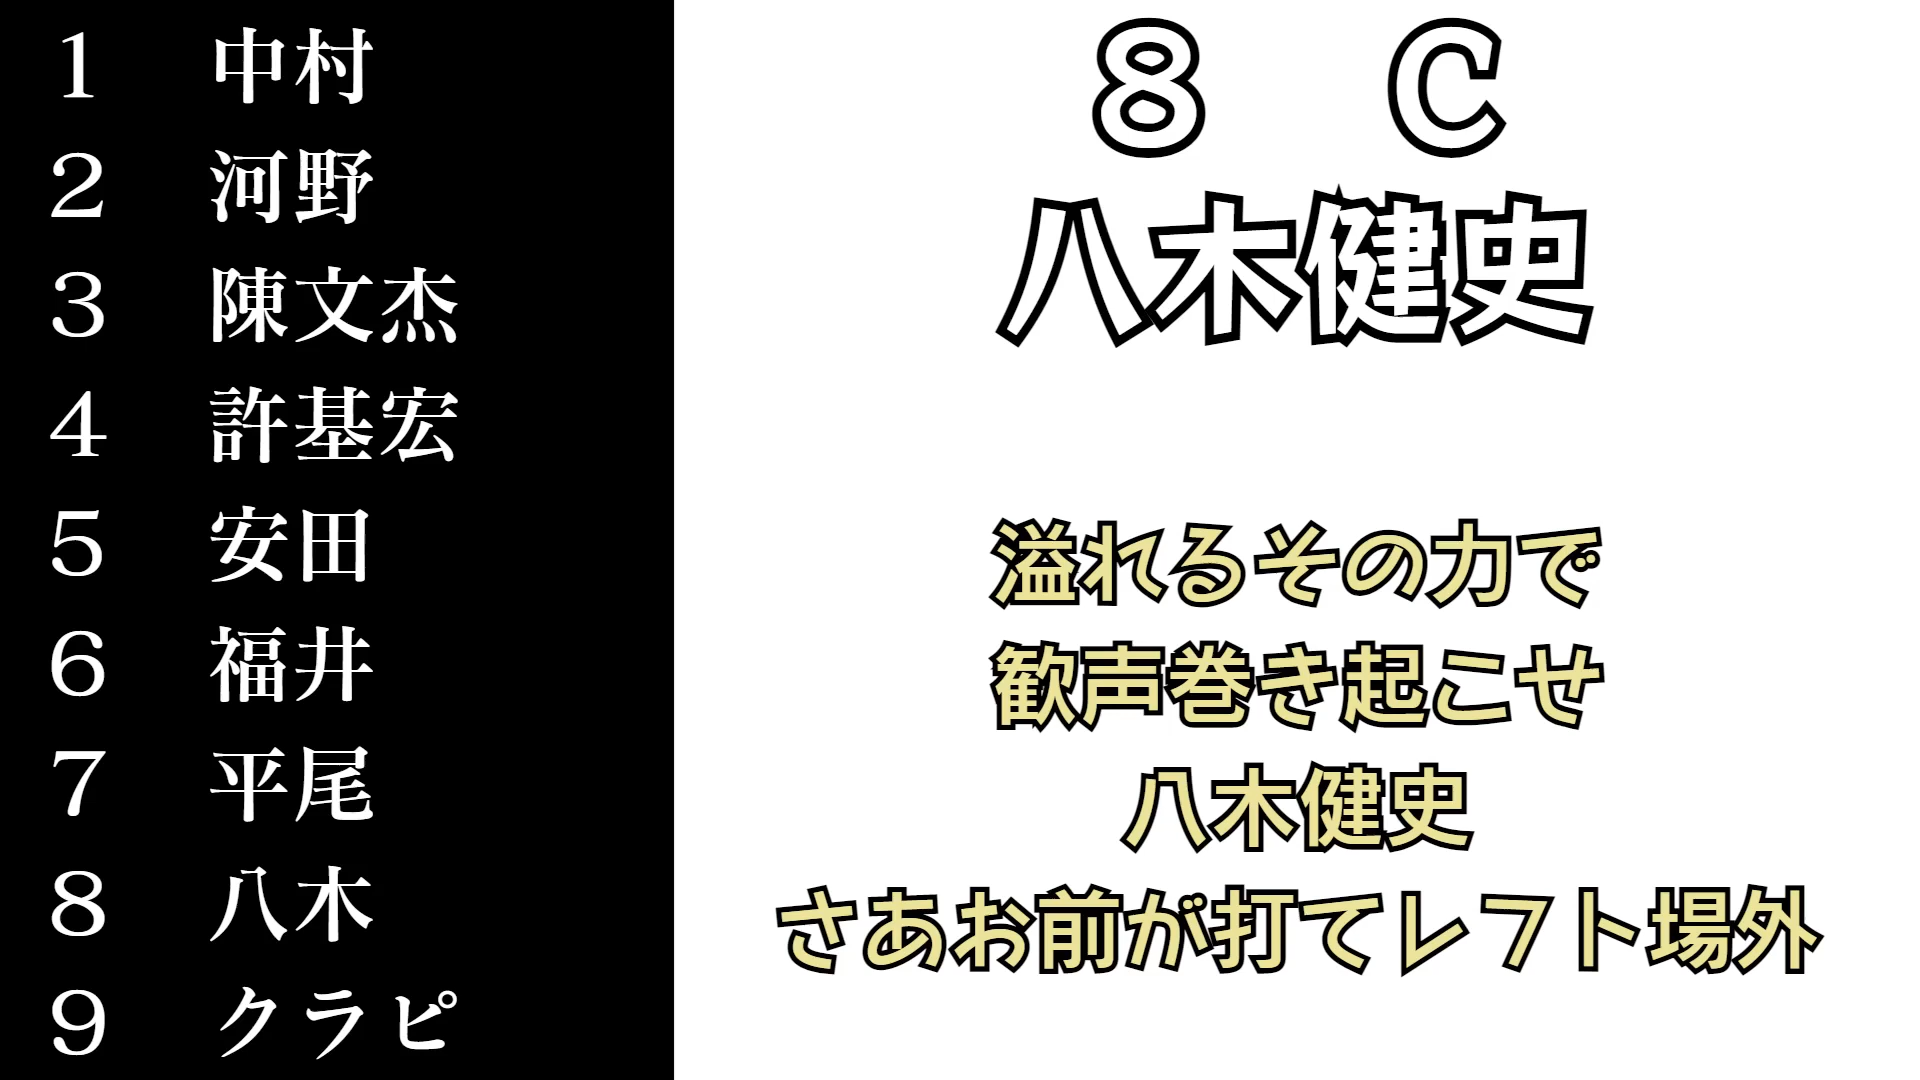 1 中村
2 河野
3 陳文杰
4 許基宏
5 安田
6 福井
7 平尾
8 八木
9 クラピ
8 C
八木健史
溢れるその力で
歓声巻き起こせ
八木健史
さあお前が打てレフト場外